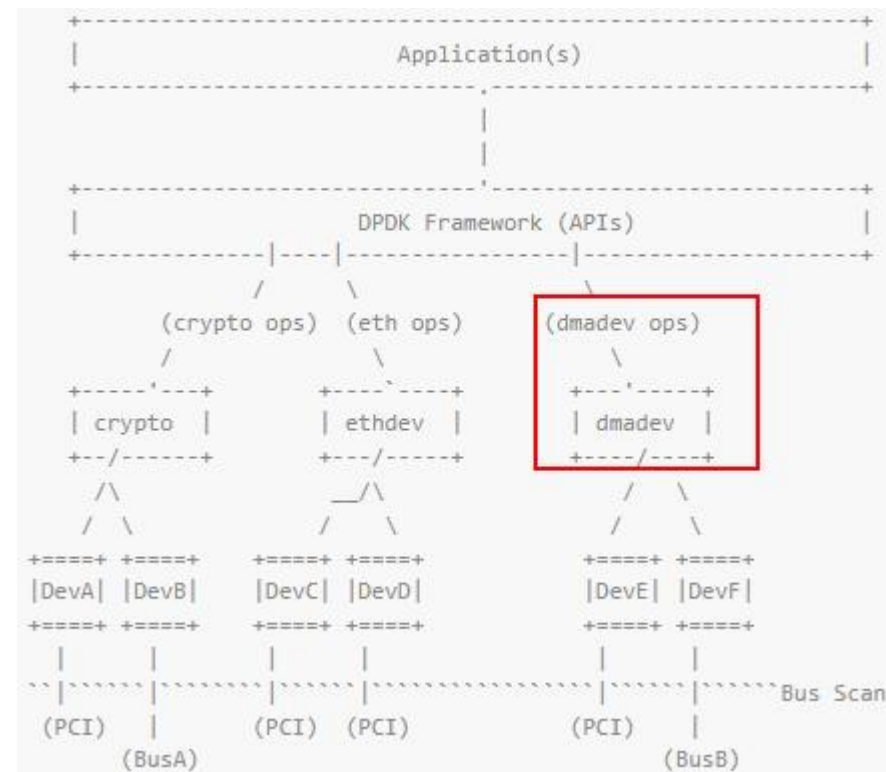 Application(s)
DPDK Framework (APIs)
(crypto ops) (eth ops) (dmadev ops)
crypto ethdev dmadev
DevA DevB DevC DevD DevE DevF
Bus Scan
(PCI) (PCI) (PCI) (PCI)
(BusA) (BusB)